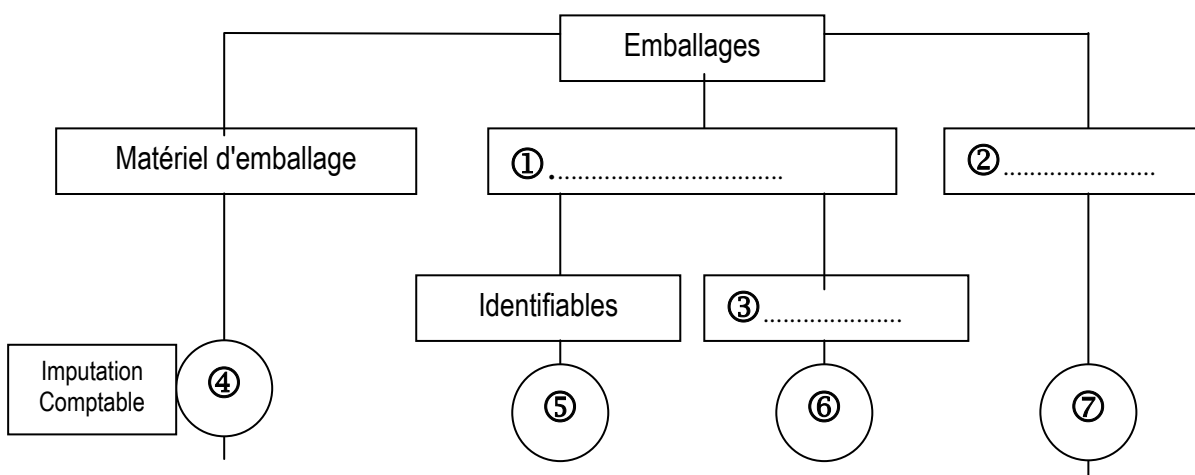 Emballages
Matériel d'emballage
①..................................
②.......................
Identifiables
③.....................
Imputation
Comptable
④
⑤
⑥
⑦